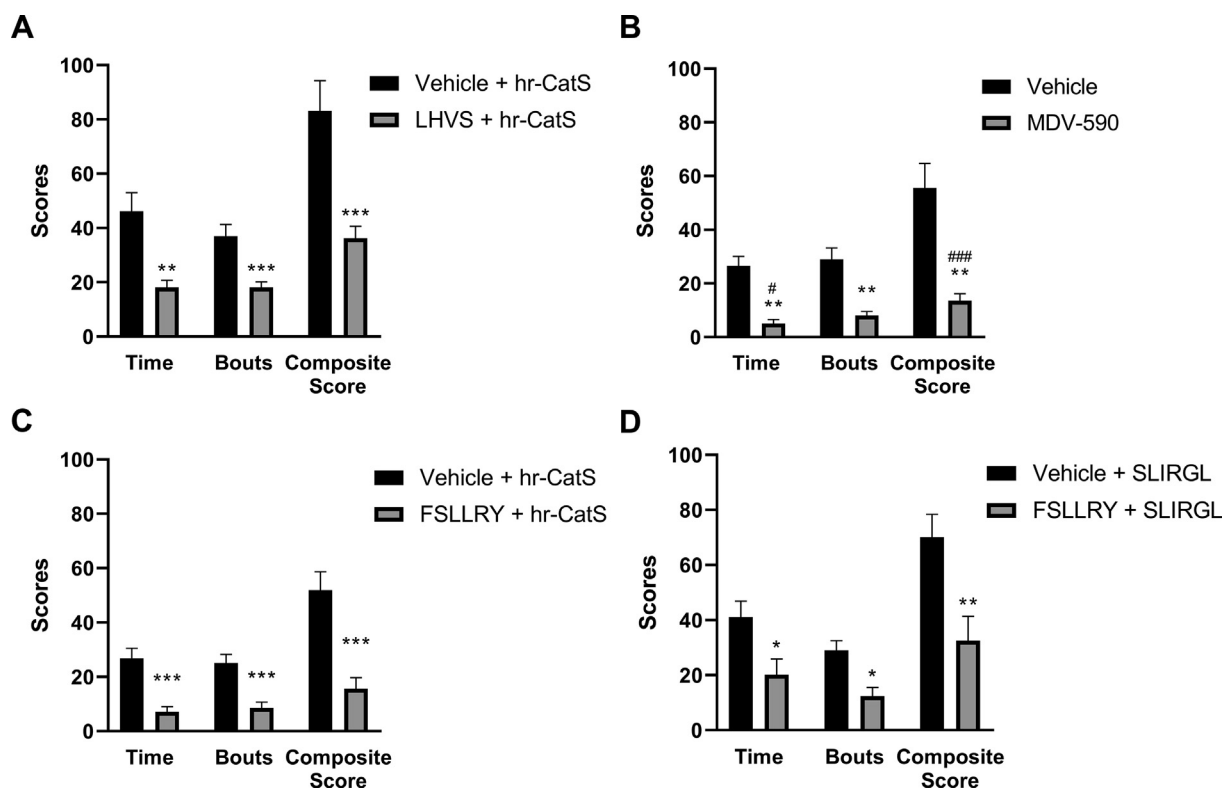 A
Scores
100
80
60
40
20
0
Vehicle + hr-CatS
LHVS + hr-CatS
**
***
***
Time
Bouts
Composite
Score
B
Scores
100
80
60
40
20
0
Vehicle
MDV-590
#
**
**
###
**
Time
Bouts
Composite
Score
C
Scores
100
80
60
40
20
0
Vehicle + hr-CatS
FSLLRY + hr-CatS
***
***
***
Time
Bouts
Composite
Score
D
Scores
100
80
60
40
20
0
Vehicle + SLIRGL
FSLLRY + SLIRGL
*
*
**
Time
Bouts
Composite
Score